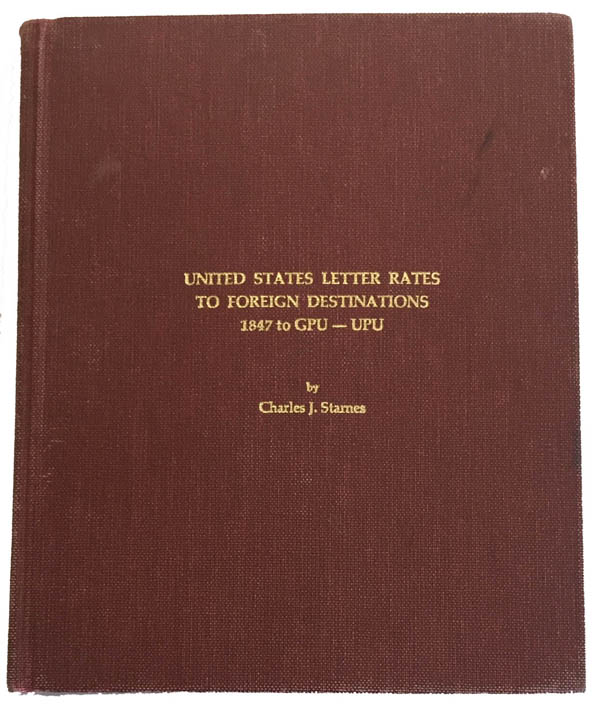 UNITED STATES LETTER RATES
TO FOREIGN DESTINATIONS
1847 to GPU — UPU
by
Charles J. Starnes